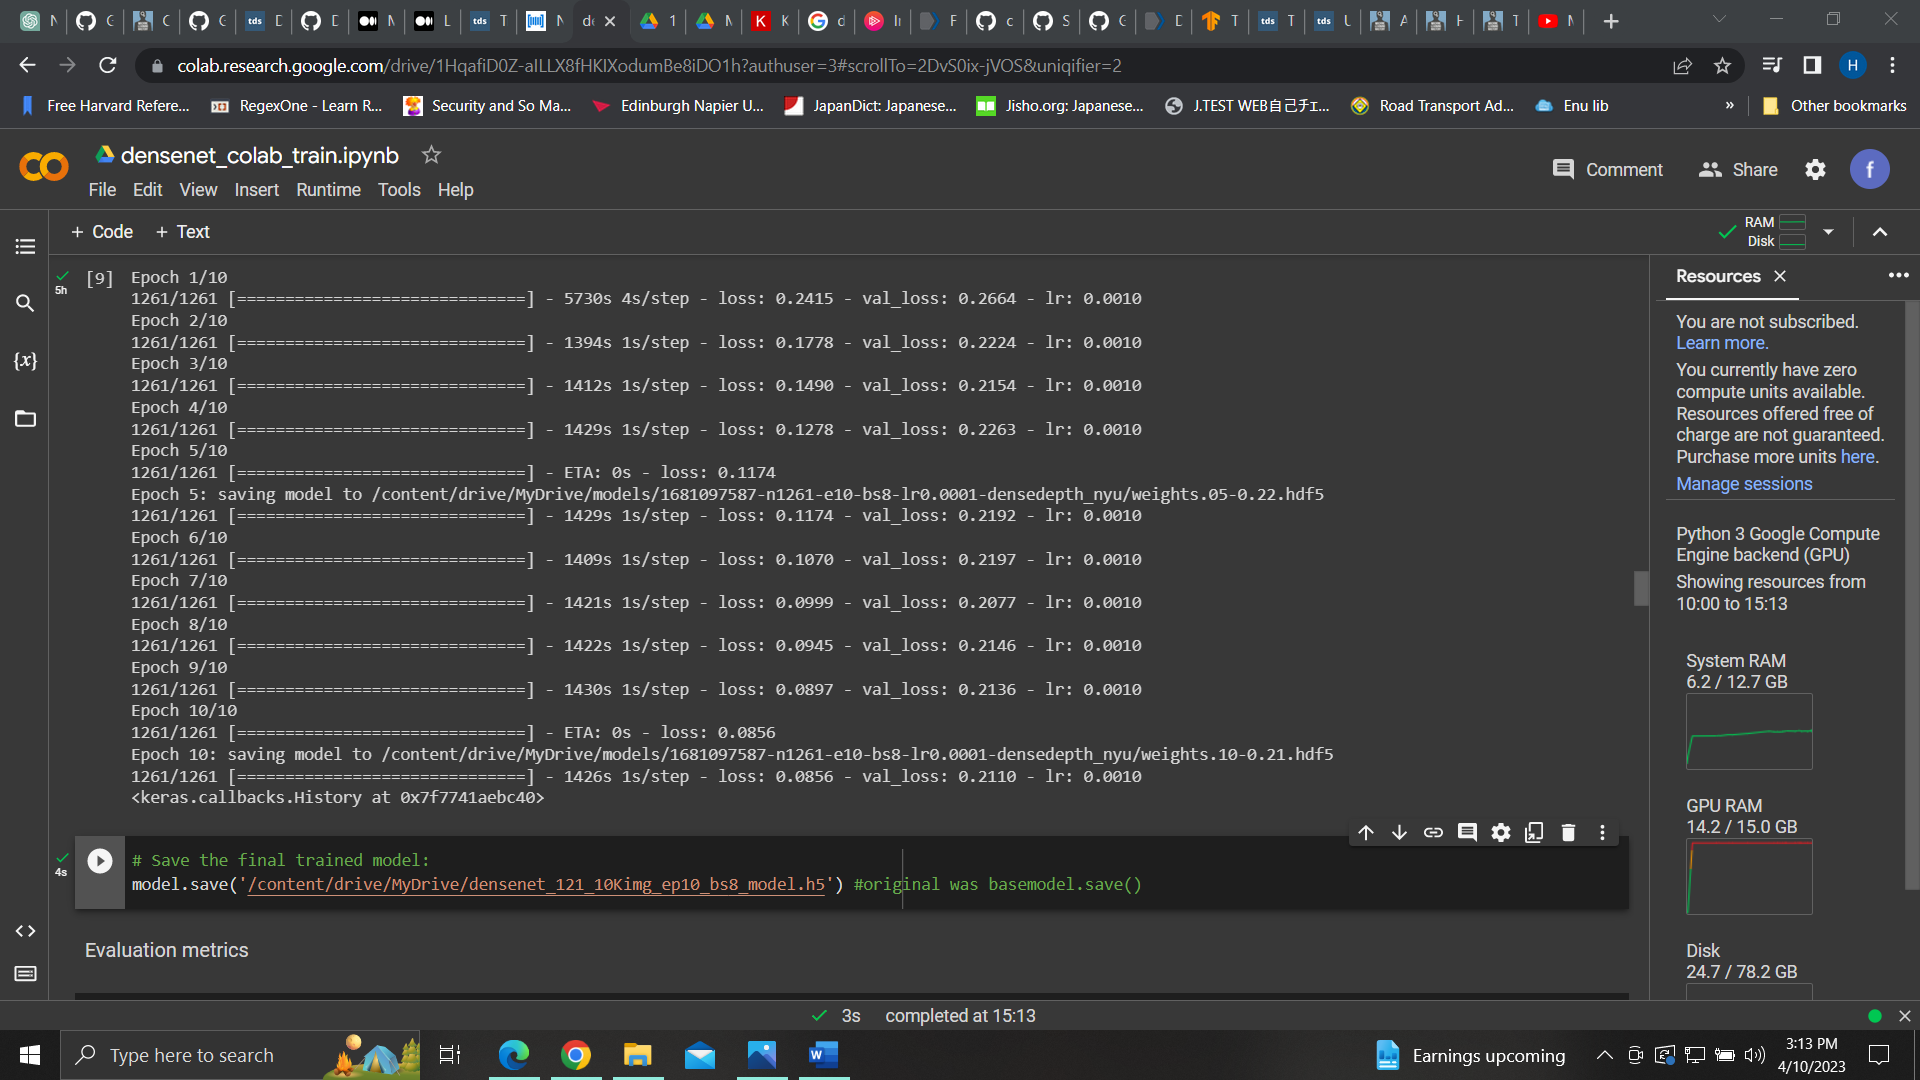 N
G
C
G
tds
D
D
N
L
tds
T
N
de
1
N
K
K
d
In
F
c
S
G
D
T
tds
T
tds
U
A
F
T
N
colab.research.google.com/drive/1HqafiD0Z-aILLX8fHKIXodumBe8iDO1h?authuser=3#scrollTo=2DvS0ix-jVOS&uniqifier=2
H
Free Harvard Refere...
RegexOne - Learn R...
Security and So Ma...
Edinburgh Napier U...
JapanDict: Japanese...
Jisho.org: Japanese...
J.TEST WEB自己チェ...
Road Transport Ad...
Enu lib
»
Other bookmarks
densenet_colab_train.ipynb
File Edit View Insert Runtime Tools Help
Comment
Share
f
+ Code + Text
RAM
Disk
5h
[9]
Epoch 1/10
1261/1261 [==============================] - 5730s 4s/step - loss: 0.2415 - val_loss: 0.2664 - lr: 0.0010
Epoch 2/10
1261/1261 [==============================] - 1394s 1s/step - loss: 0.1778 - val_loss: 0.2224 - lr: 0.0010
Epoch 3/10
1261/1261 [==============================] - 1412s 1s/step - loss: 0.1490 - val_loss: 0.2154 - lr: 0.0010
Epoch 4/10
1261/1261 [==============================] - 1429s 1s/step - loss: 0.1278 - val_loss: 0.2263 - lr: 0.0010
Epoch 5/10
1261/1261 [==============================] - ETA: 0s - loss: 0.1174
Epoch 5: saving model to /content/drive/MyDrive/models/1681097587-n1261-e10-bs8-lr0.0001-densedepth_nyu/weights.05-0.22.hdf5
1261/1261 [==============================] - 1429s 1s/step - loss: 0.1174 - val_loss: 0.2192 - lr: 0.0010
Epoch 6/10
1261/1261 [==============================] - 1409s 1s/step - loss: 0.1070 - val_loss: 0.2197 - lr: 0.0010
Epoch 7/10
1261/1261 [==============================] - 1421s 1s/step - loss: 0.0999 - val_loss: 0.2077 - lr: 0.0010
Epoch 8/10
1261/1261 [==============================] - 1422s 1s/step - loss: 0.0945 - val_loss: 0.2146 - lr: 0.0010
Epoch 9/10
1261/1261 [==============================] - 1430s 1s/step - loss: 0.0897 - val_loss: 0.2136 - lr: 0.0010
Epoch 10/10
1261/1261 [==============================] - ETA: 0s - loss: 0.0856
Epoch 10: saving model to /content/drive/MyDrive/models/1681097587-n1261-e10-bs8-lr0.0001-densedepth_nyu/weights.10-0.21.hdf5
1261/1261 [==============================] - 1426s 1s/step - loss: 0.0856 - val_loss: 0.2110 - lr: 0.0010
<keras.callbacks.History at 0x7f7741aebc40>
4s
# Save the final trained model:
model.save('/content/drive/MyDrive/densenet_121_10Kimg_ep10_bs8_model.h5') #original was basemodel.save()
Evaluation metrics
Resources
You are not subscribed.
Learn more.
You currently have zero
compute units available.
Resources offered free of
charge are not guaranteed.
Purchase more units here.
Manage sessions
Python 3 Google Compute
Engine backend (GPU)
Showing resources from
10:00 to 15:13
System RAM
6.2 / 12.7 GB
GPU RAM
14.2 / 15.0 GB
Disk
24.7 / 78.2 GB
3s completed at 15:13
Type here to search
Earnings upcoming
3:13 PM
4/10/2023